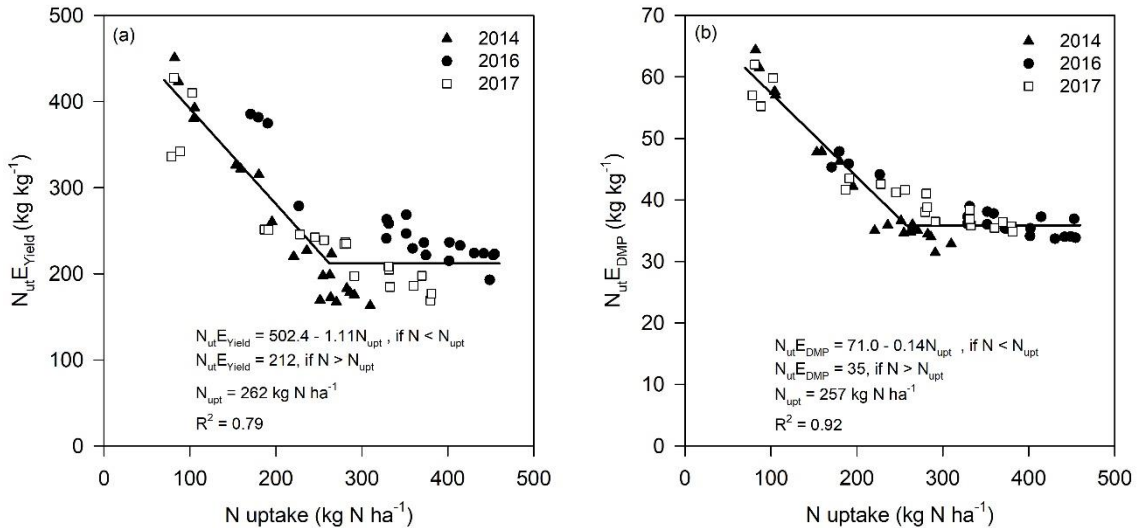 (a)
2014
2016
2017
500
400
300
200
100
0
NutEYield (kg kg-1)
NutEYield = 502.4 - 1.11Nupt , if N < Nupt
NutEYield = 212, if N > Nupt
Nupt = 262 kg N ha-1
R2 = 0.79
0 100 200 300 400 500
N uptake (kg N ha-1)
(b)
2014
2016
2017
70
60
50
40
30
20
10
0
NutEDMP (kg kg-1)
NutEDMP = 71.0 - 0.14Nupt , if N < Nupt
NutEDMP = 35, if N > Nupt
Nupt = 257 kg N ha-1
R2 = 0.92
0 100 200 300 400 500
N uptake (kg N ha-1)